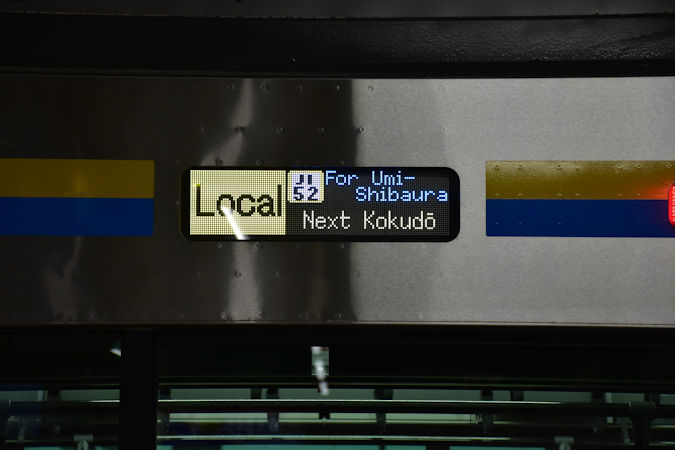 Local
JI
52
For Umi-
Shibaura
Next Kokudō